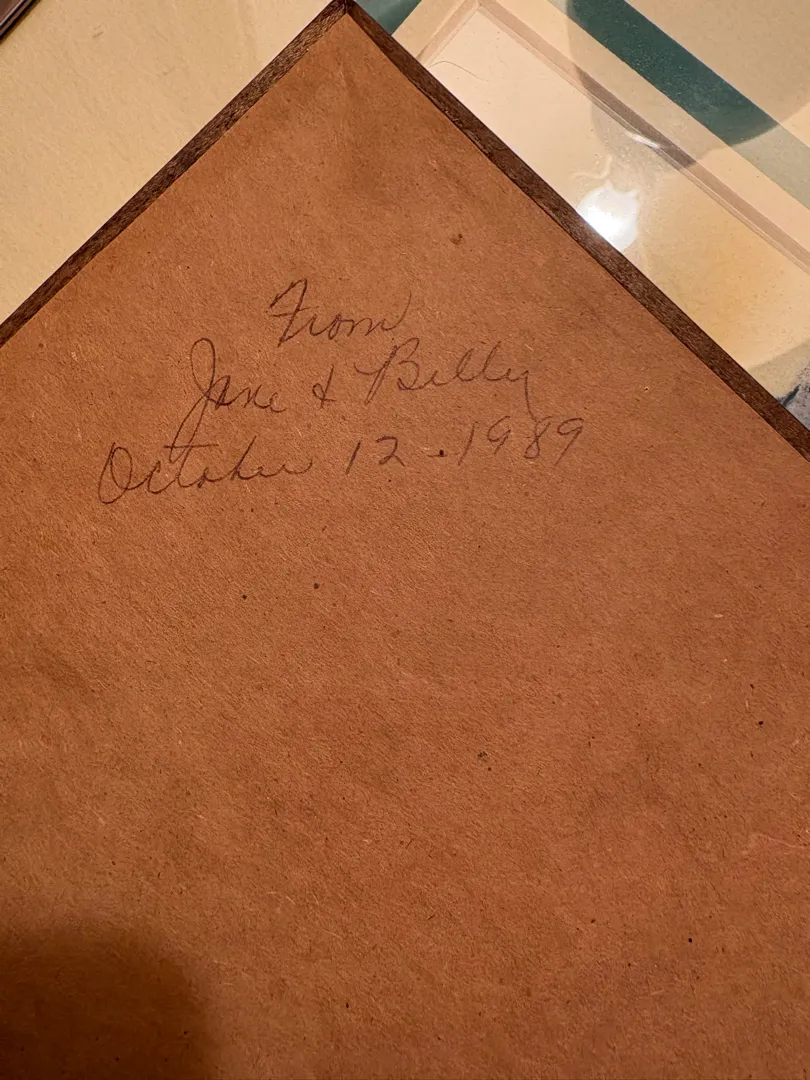 From
Jane & Billy
October 12 - 1989